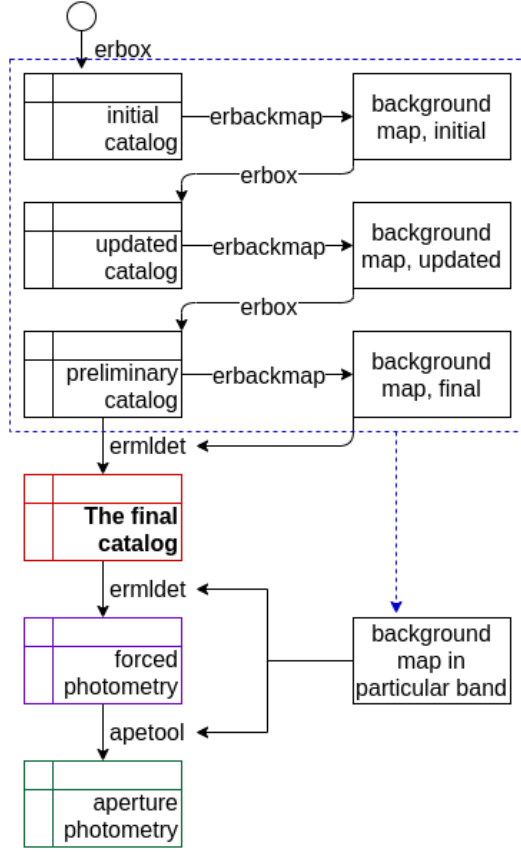 erbox
initial
catalog
erbackmap
background
map, initial
erbox
updated
catalog
erbackmap
background
map, updated
erbox
preliminary
catalog
erbackmap
background
map, final
ermldet
The final
catalog
ermldet
forced
photometry
background
map in
particular band
apetool
aperture
photometry